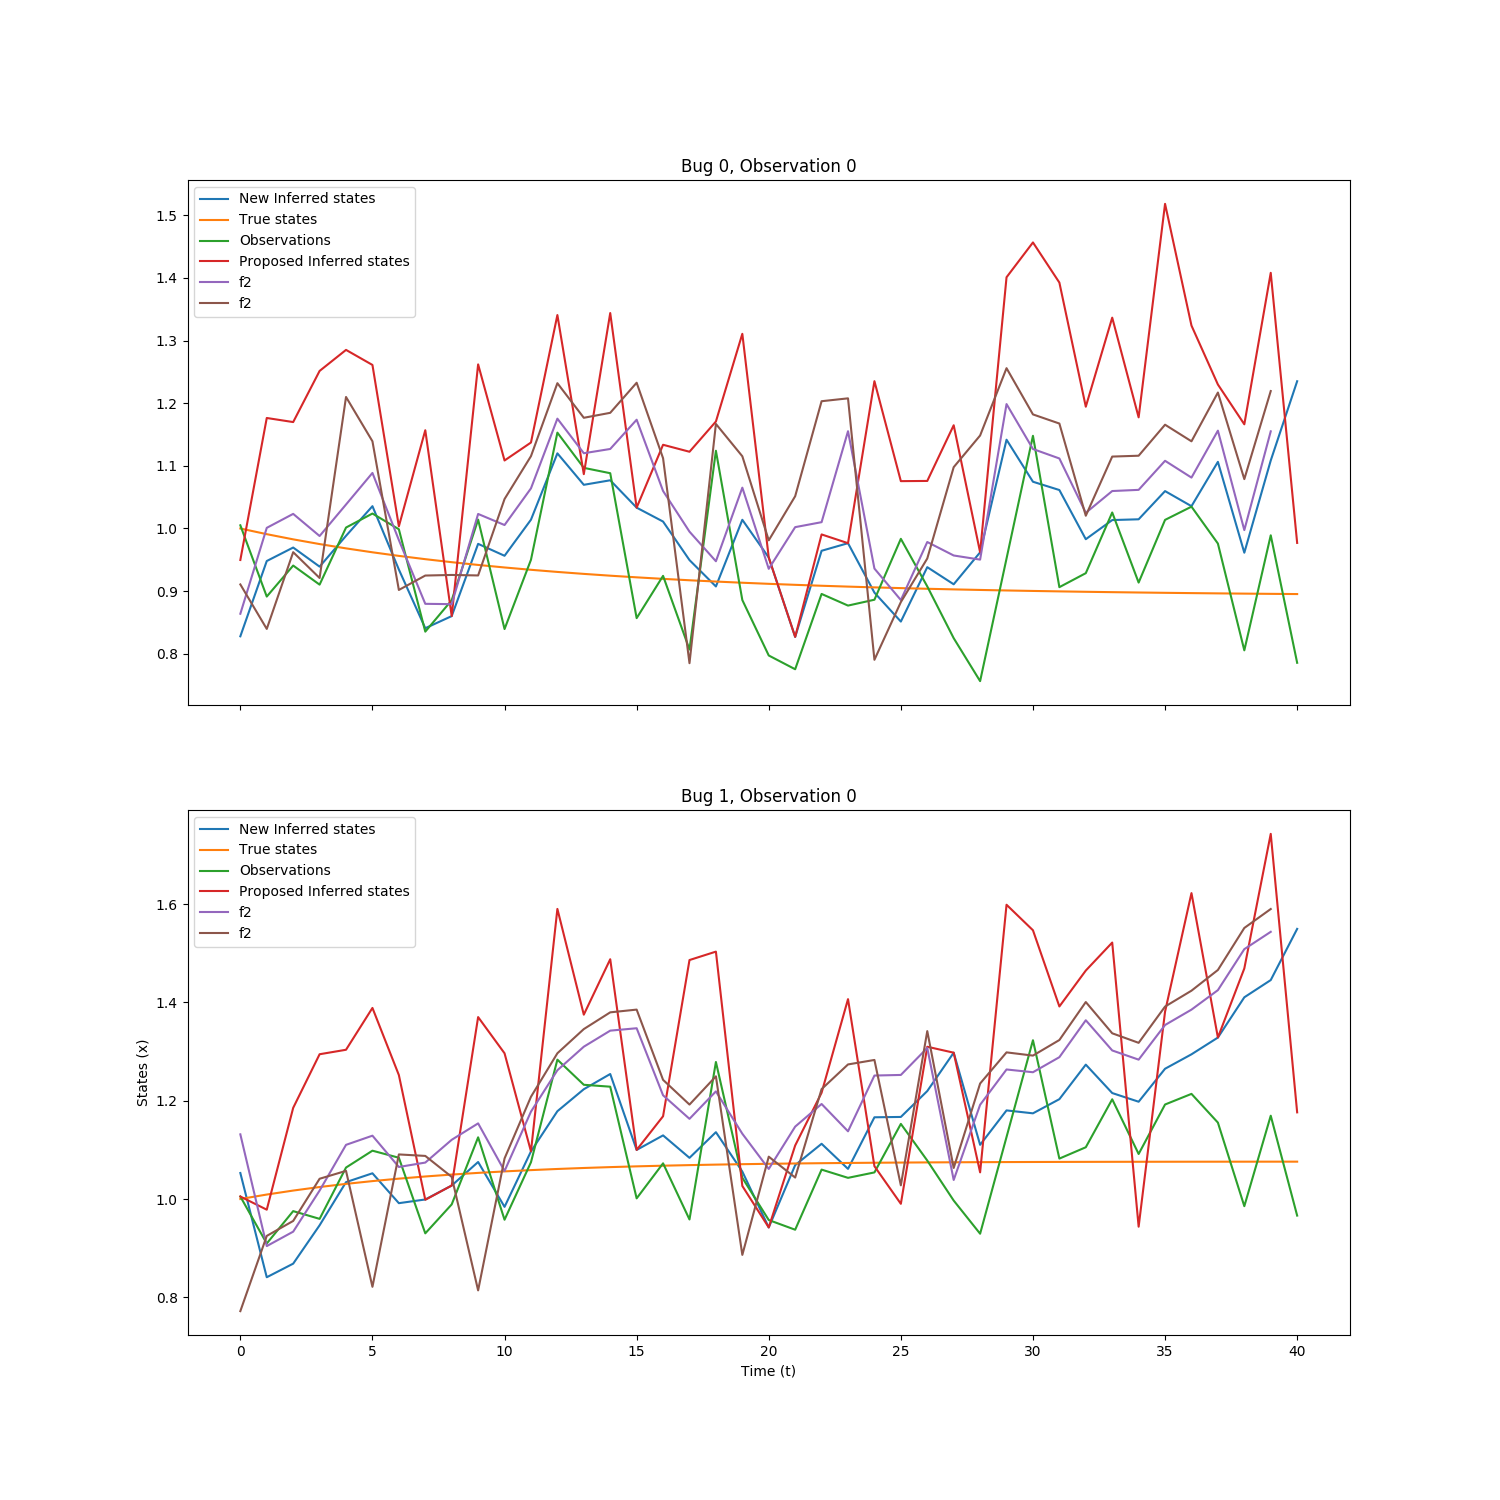 Bug 0, Observation 0
New Inferred states
True states
Observations
Proposed Inferred states
f2
f2
1.5
1.4
1.3
1.2
1.1
1.0
0.9
0.8
Bug 1, Observation 0
New Inferred states
True states
Observations
Proposed Inferred states
f2
f2
1.6
1.4
1.2
1.0
0.8
States (x)
0 5 10 15 20 25 30 35 40
Time (t)